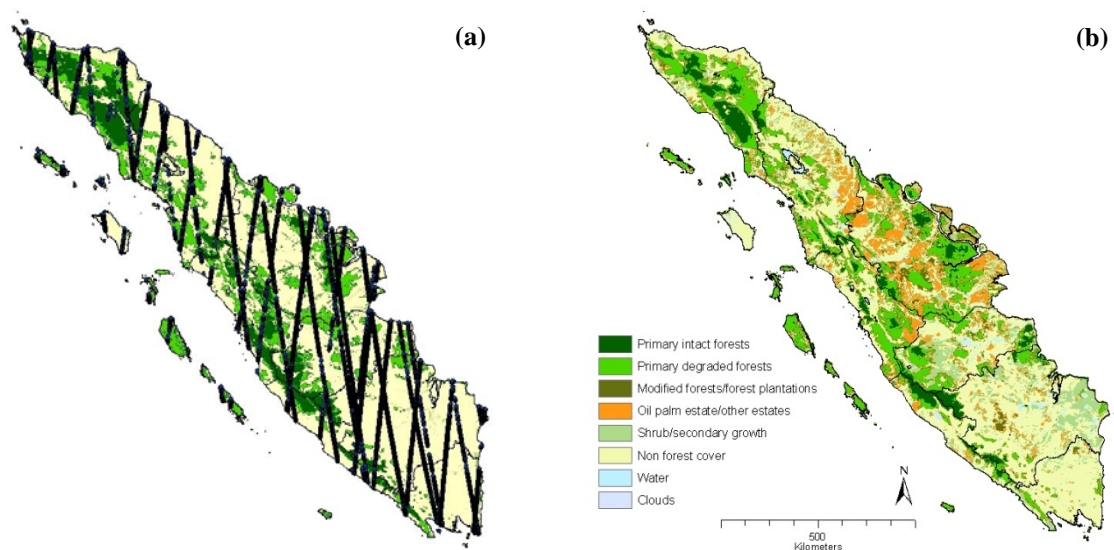 (a)
(b)
Primary intact forests
Primary degraded forests
Modified forests/forest plantations
Oil palm estate/other estates
Shrub/secondary growth
Non forest cover
Water
Clouds
N
500
Kilometers